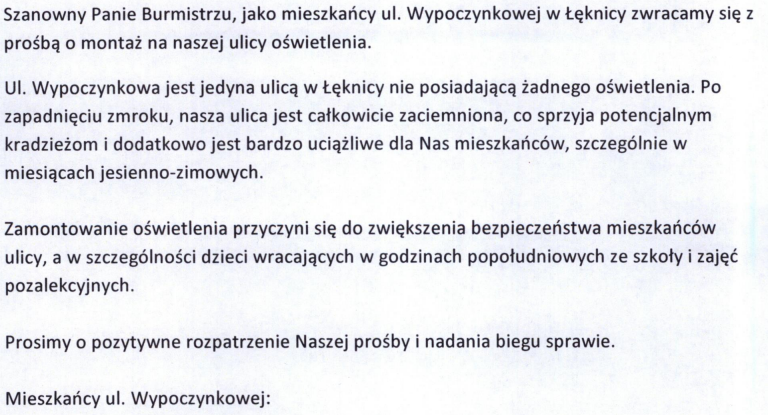 Szanowny Panie Burmistrzu, jako mieszkańcy ul. Wypoczynkowej w Łęknicy zwracamy się z
prośbą o montaż na naszej ulicy oświetlenia.
Ul. Wypoczynkowa jest jedyna ulicą w Łęknicy nie posiadającą żadnego oświetlenia. Po
zapadnięciu zmroku, nasza ulica jest całkowicie zaciemniona, co sprzyja potencjalnym
kradzieżom i dodatkowo jest bardzo uciążliwe dla Nas mieszkańców, szczególnie w
miesiącach jesienno-zimowych.
Zamontowanie oświetlenia przyczyni się do zwiększenia bezpieczeństwa mieszkańców
ulicy, a w szczególności dzieci wracających w godzinach popołudniowych ze szkoły i zajęć
pozalekcyjnych.
Prosimy o pozytywne rozpatrzenie Naszej prośby i nadania biegu sprawie.
Mieszkańcy ul. Wypoczynkowej: